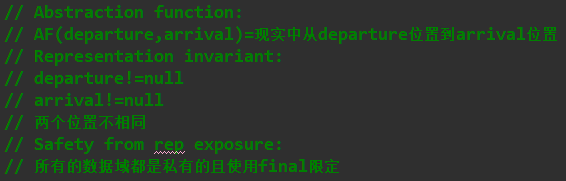 // Abstraction function:
// AF(departure,arrival)=现实中从departure位置到arrival位置
// Representation invariant:
// departure!=null
// arrival!=null
// 两个位置不相同
// Safety from rep exposure:
// 所有的数据域都是私有的且使用final限定